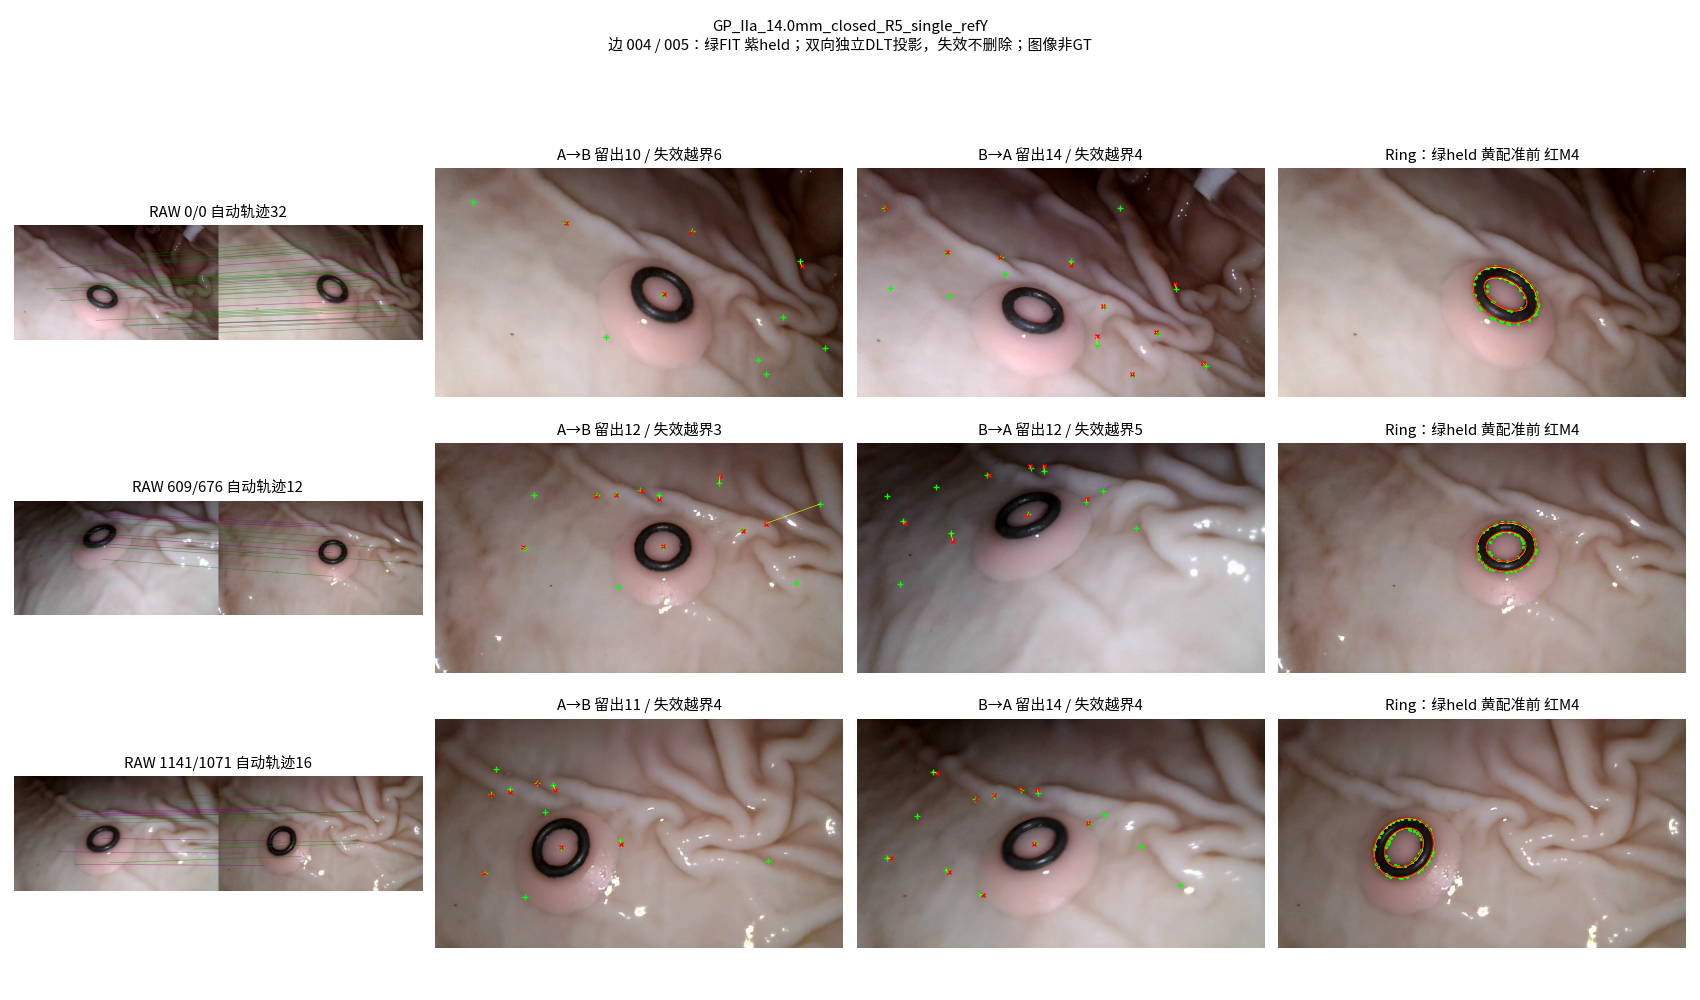 GP_IIa_14.0mm_closed_R5_single_refY
边 004 / 005：绿FIT 紫held；双向独立DLT投影，失效不删除；图像非GT
RAW 0/0 自动轨迹32
A→B 留出10 / 失效越界6
B→A 留出14 / 失效越界4
Ring：绿held 黄配准前 红M4
RAW 609/676 自动轨迹12
A→B 留出12 / 失效越界3
B→A 留出12 / 失效越界5
Ring：绿held 黄配准前 红M4
RAW 1141/1071 自动轨迹16
A→B 留出11 / 失效越界4
B→A 留出14 / 失效越界4
Ring：绿held 黄配准前 红M4